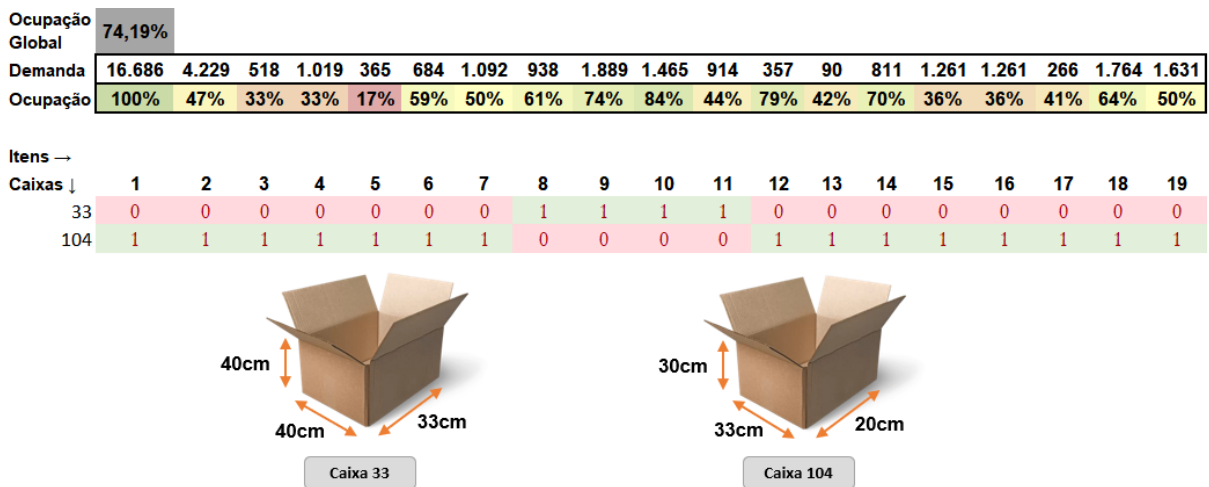 Ocupação Global 74,19%
Demanda 16.686 4.229 518 1.019 365 684 1.092 938 1.889 1.465 914 357 90 811 1.261 1.261 266 1.764 1.631
Ocupação 100% 47% 33% 33% 17% 59% 50% 61% 74% 84% 44% 79% 42% 70% 36% 36% 41% 64% 50%
Itens →
Caixas ↓ 1 2 3 4 5 6 7 8 9 10 11 12 13 14 15 16 17 18 19
33 0 0 0 0 0 0 0 1 1 1 1 0 0 0 0 0 0 0 0
104 1 1 1 1 1 1 1 0 0 0 0 1 1 1 1 1 1 1 1
40cm 30cm
40cm 33cm 33cm 20cm
Caixa 33 Caixa 104